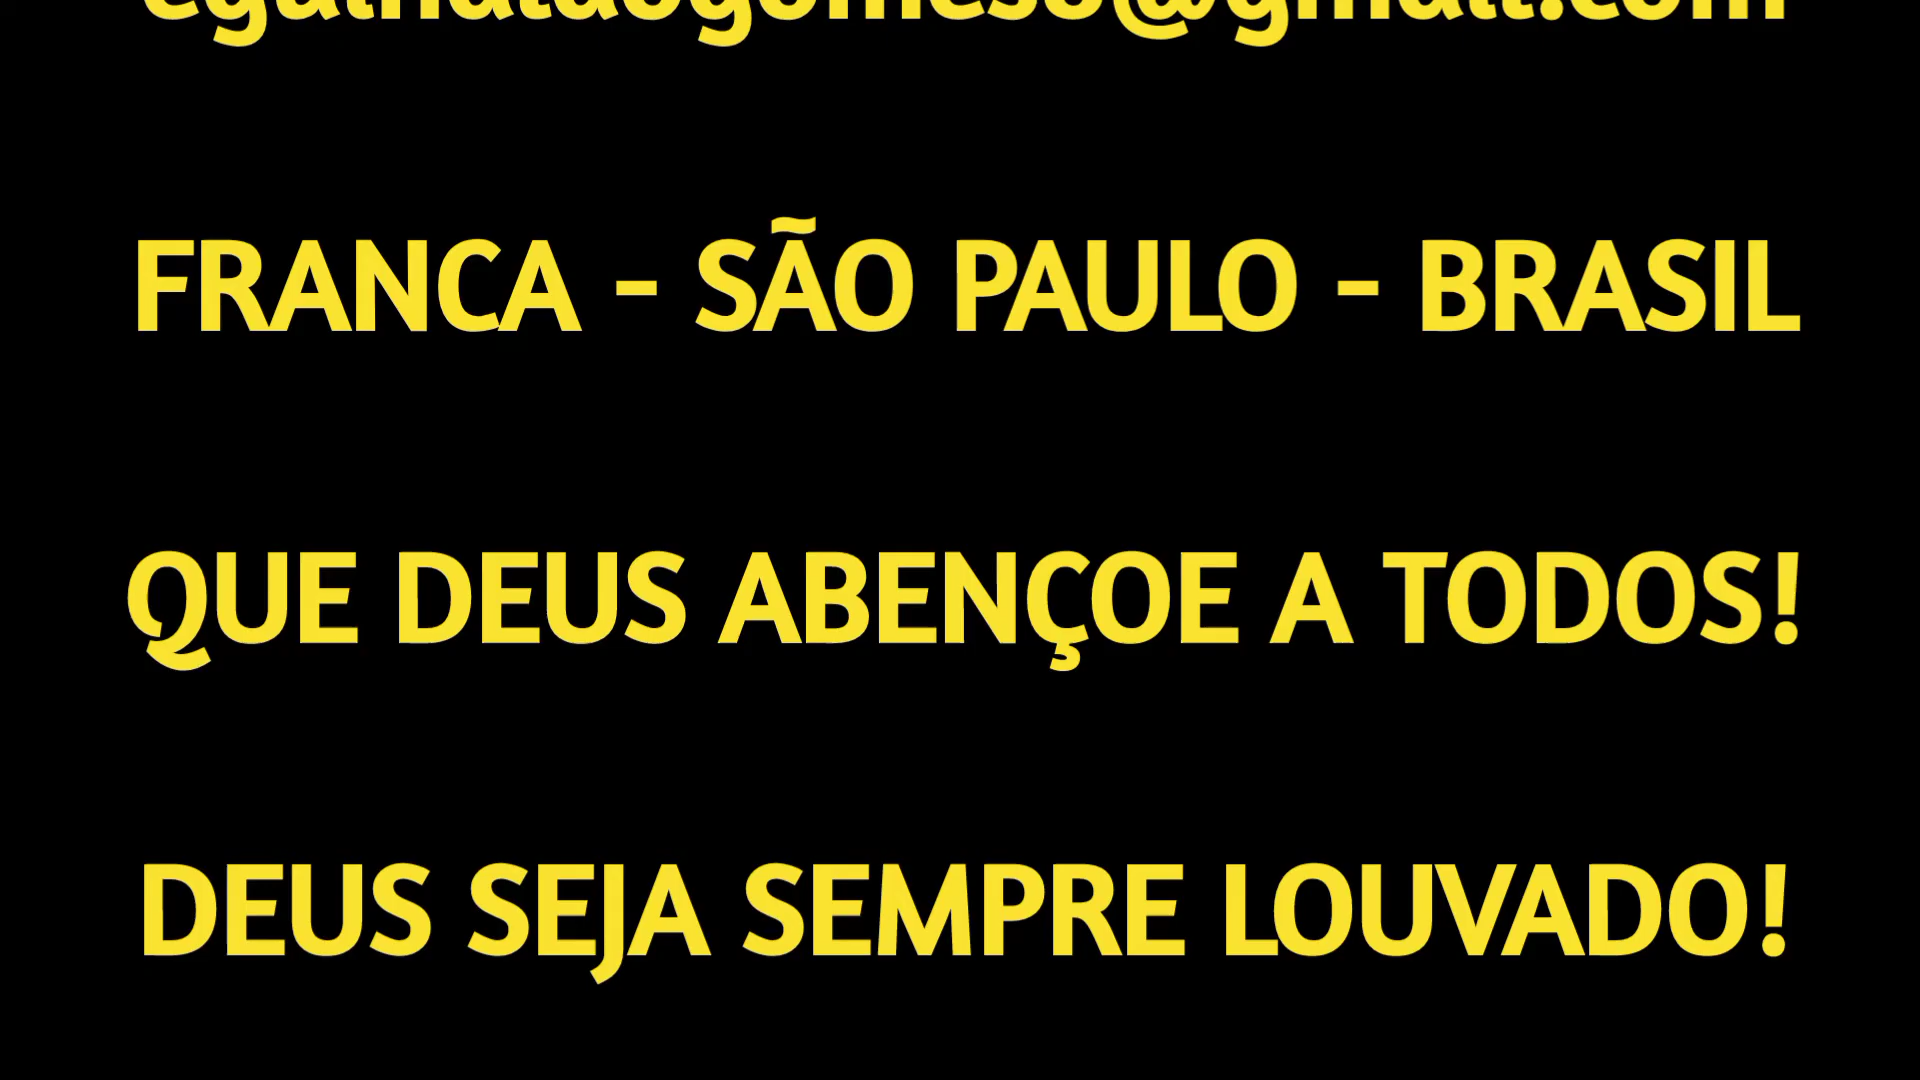 FRANCA - SÃO PAULO - BRASIL
QUE DEUS ABENÇOE A TODOS!
DEUS SEJA SEMPRE LOUVADO!